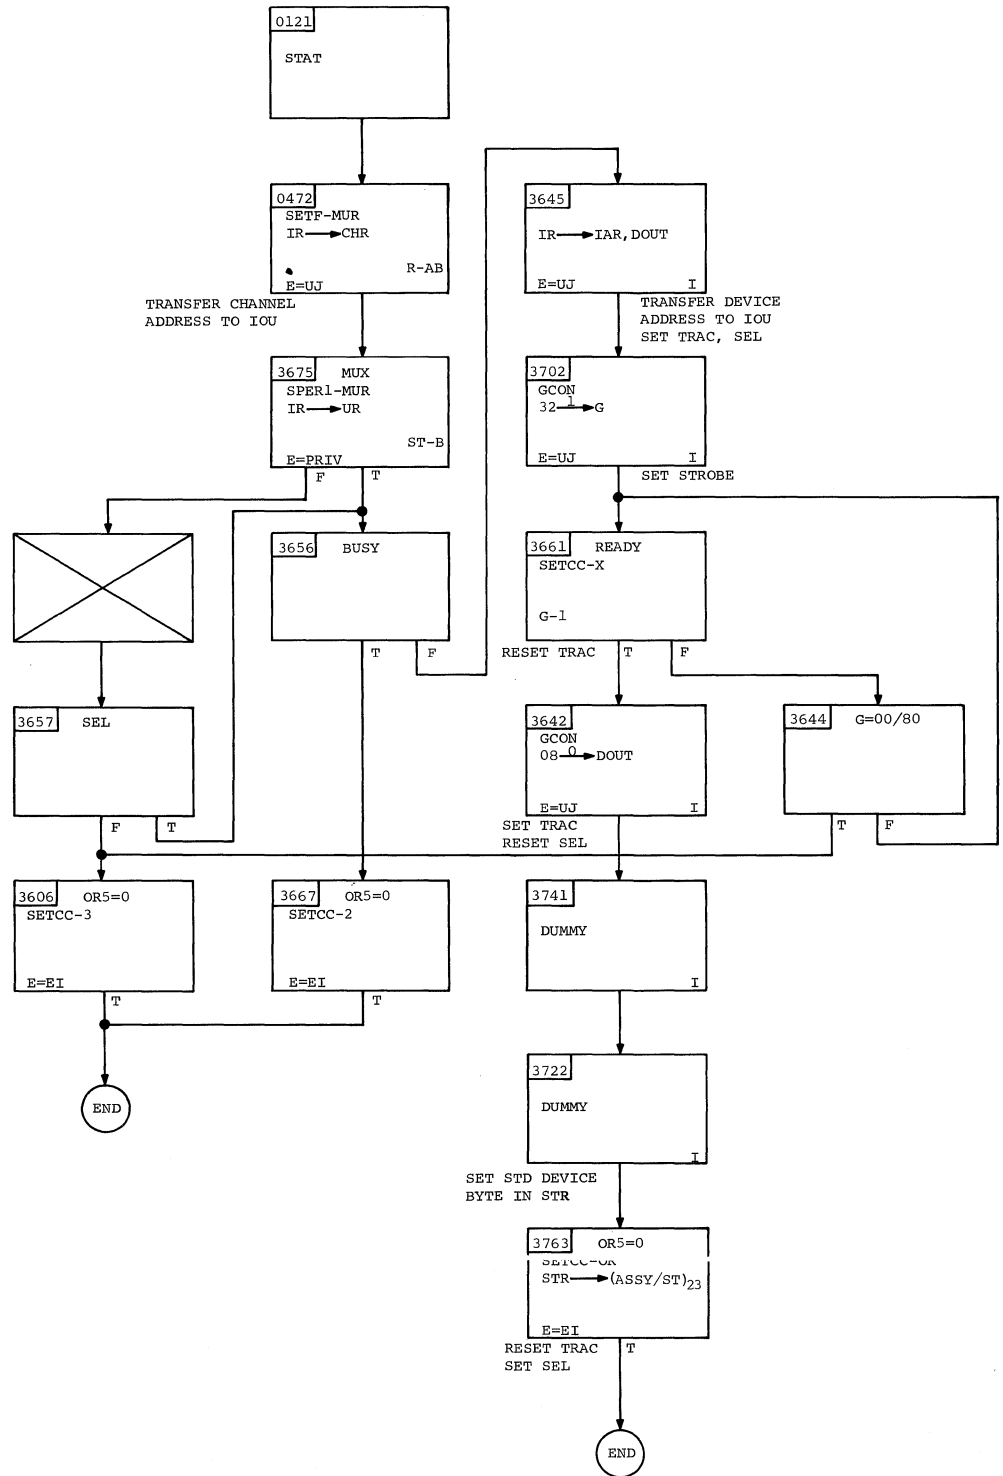 0121
STAT
0472
SETF-MUR
IR→CHR
R-AB
E=UJ
TRANSFER CHANNEL
ADDRESS TO IOU
3645
IR→IAR,DOUT
E=UJ I
TRANSFER DEVICE
ADDRESS TO IOU
SET TRAC, SEL
3675 MUX
SPER1-MUR
IR→UR
ST-B
E=PRIV
F T
3702
GCON
32 1→G
E=UJ I
SET STROBE
3656 BUSY
T F
3661 READY
SETCC-X
G-1
RESET TRAC T F
3657 SEL
F T
3642
GCON
08 0→DOUT
E=UJ I
SET TRAC
RESET SEL
3644 G=00/80
T F
3606 OR5=0
SETCC-3
E=EI
T
3667 OR5=0
SETCC-2
E=EI
T
END
3741
DUMMY
I
3722
DUMMY
I
SET STD DEVICE
BYTE IN STR
3763 OR5=0
STR→(ASSY/ST)23
E=EI
RESET TRAC T
SET SEL
END